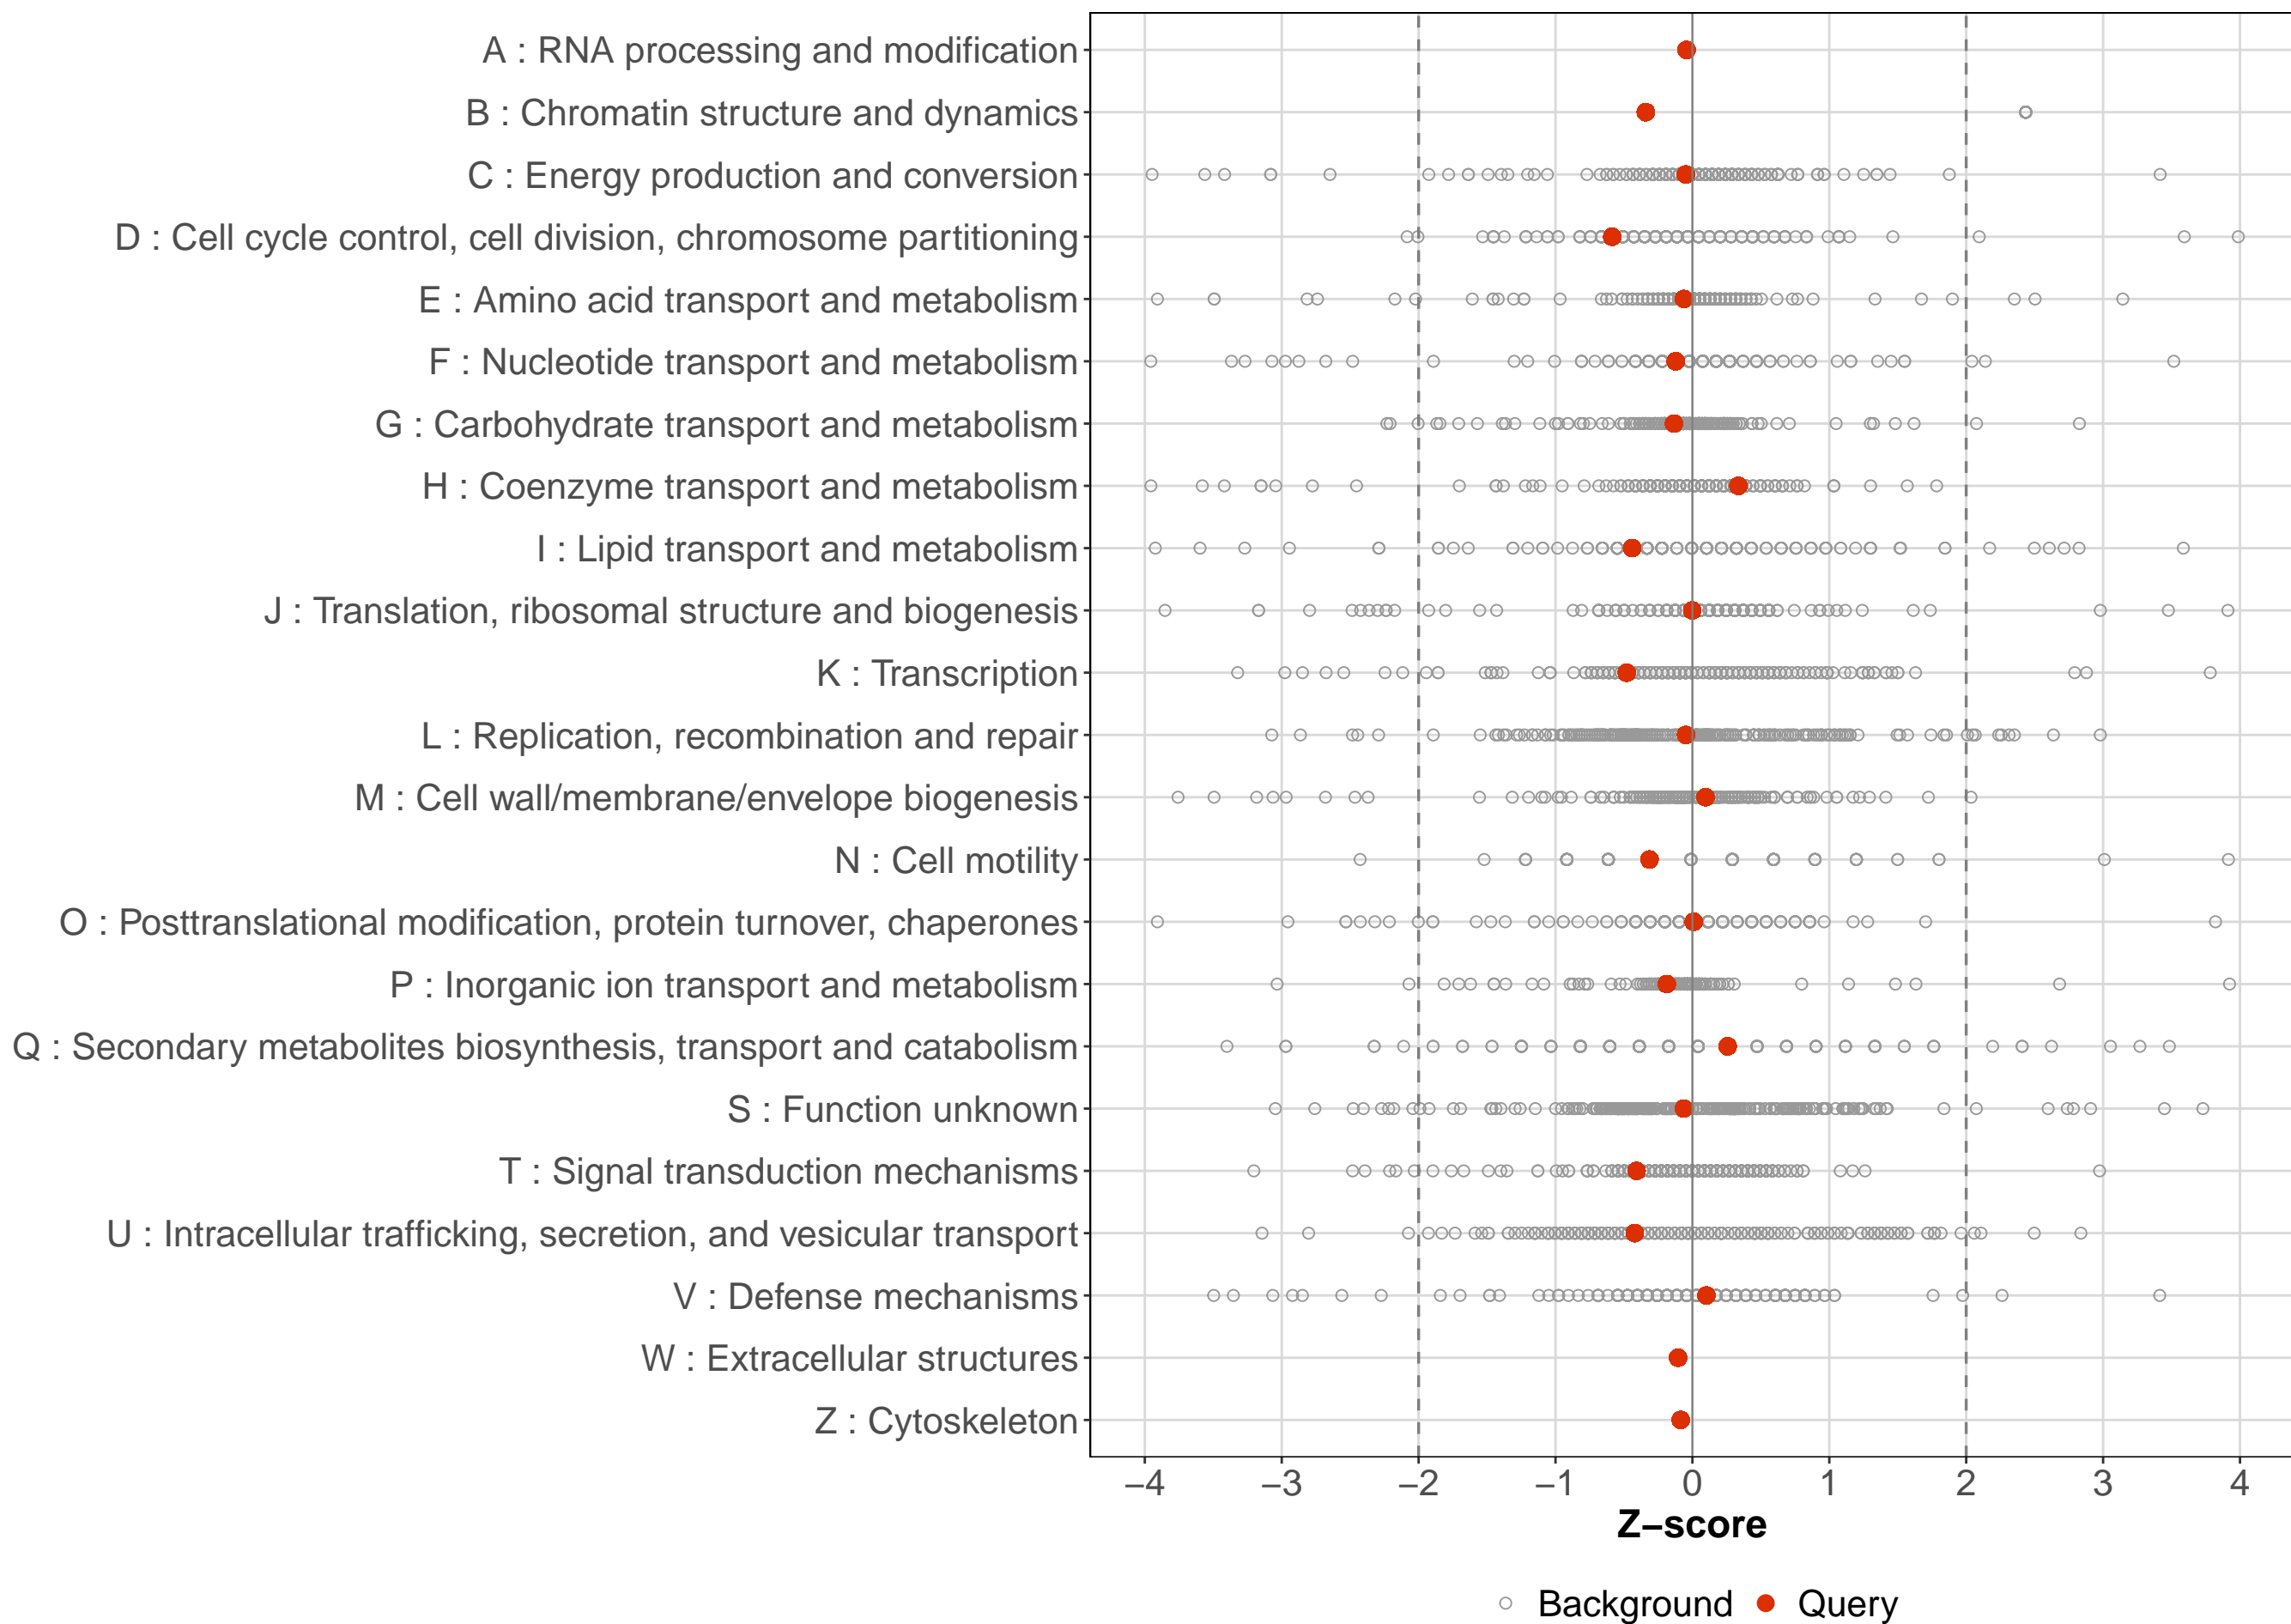 A : RNA processing and modification
B : Chromatin structure and dynamics
C : Energy production and conversion
D : Cell cycle control, cell division, chromosome partitioning
E : Amino acid transport and metabolism
F : Nucleotide transport and metabolism
G : Carbohydrate transport and metabolism
H : Coenzyme transport and metabolism
I : Lipid transport and metabolism
J : Translation, ribosomal structure and biogenesis
K : Transcription
L : Replication, recombination and repair
M : Cell wall/membrane/envelope biogenesis
N : Cell motility
O : Posttranslational modification, protein turnover, chaperones
P : Inorganic ion transport and metabolism
Q : Secondary metabolites biosynthesis, transport and catabolism
S : Function unknown
T : Signal transduction mechanisms
U : Intracellular trafficking, secretion, and vesicular transport
V : Defense mechanisms
W : Extracellular structures
Z : Cytoskeleton
−4 −3 −2 −1 0 1 2 3 4
Z−score
Background Query